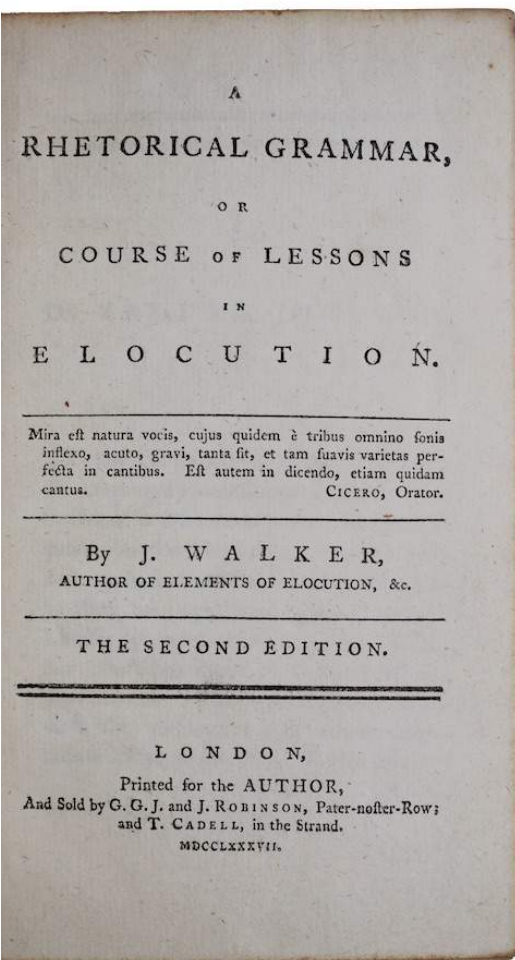 A
RHETORICAL GRAMMAR,
OR
COURSE OF LESSONS
IN
ELOCUTION.
Mira eſt natura vocis, cujus quidem è tribus omnino ſonis
inflexo, acuto, gravi, tanta ſit, et tam ſuavis varietas per-
fecta in cantibus. Eſt autem in dicendo, etiam quidam
cantus. CICERO, Orator.
By J. WALKER,
AUTHOR OF ELEMENTS OF ELOCUTION, &c.
THE SECOND EDITION.
LONDON,
Printed for the AUTHOR,
And Sold by G. G. J. and J. ROBINSON, Pater-noſter-Row;
and T. CADELL, in the Strand.
MDCCLXXXVII.